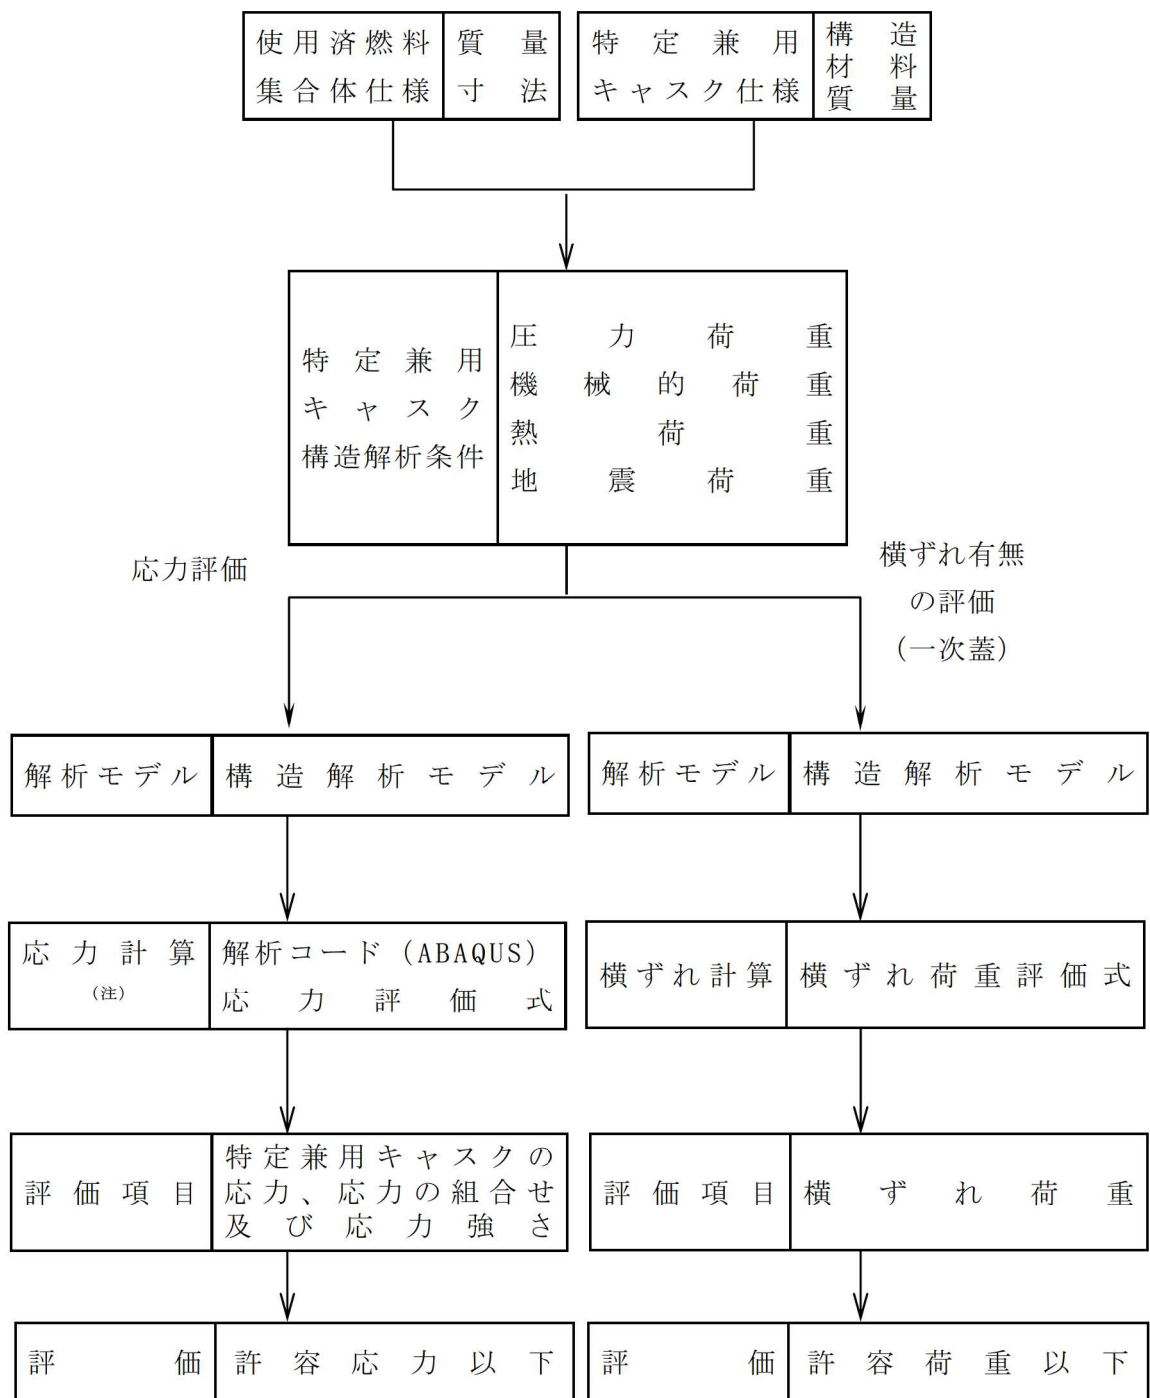 使用済燃料
集合体仕様
質量
寸法
特定兼用
キャスク仕様
構造
材料
質量
特定兼用
キャスク
構造解析条件
圧力荷重
機械的荷重
熱荷重
地震荷重
応力評価
横ずれ有無
の評価
(一次蓋)
解析モデル
構造解析モデル
解析モデル
構造解析モデル
応力計算
(注)
解析コード(ABAQUS)
応力評価式
横ずれ計算
横ずれ荷重評価式
評価項目
特定兼用キャスクの
応力、応力の組合せ
及び応力強さ
評価項目
横ずれ荷重
評価
許容応力以下
評価
許容荷重以下